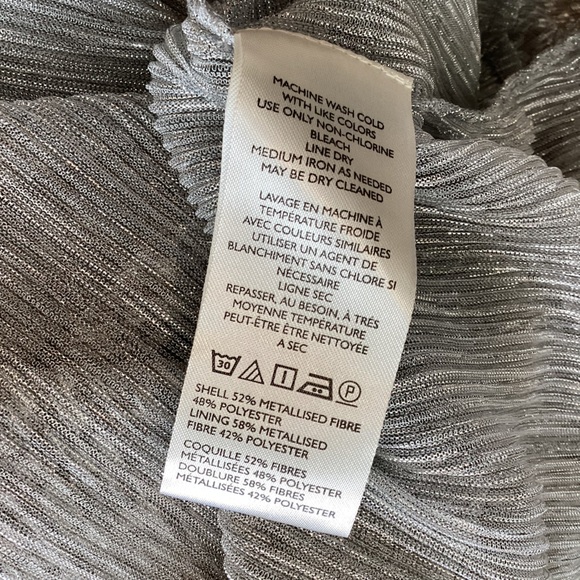 MACHINE WASH COLD
WITH LIKE COLORS
USE ONLY NON-CHLORINE
BLEACH
LINE DRY
MEDIUM IRON AS NEEDED
MAY BE DRY CLEANED
LAVAGE EN MACHINE À
TEMPÉRATURE FROIDE
AVEC COULEURS SIMILAIRES
UTILISER UN AGENT DE
BLANCHIMENT SANS CHLORE SI
NÉCESSAIRE
LIGNE SEC
REPASSER, AU BESOIN, À TRÉS
MOYENNE TEMPÉRATURE
PEUT-ÊTRE ÊTRE NETTOYÉE
A SEC
30 P
SHELL 52% METALLISED FIBRE
48% POLYESTER
LINING 58% METALLISED
FIBRE 42% POLYESTER
COQUILLE 52% FIBRES
MÉTALLISÉES 48% POLYESTER
DOUBLURE 58% FIBRES
MÉTALLISÉES 42% POLYESTER